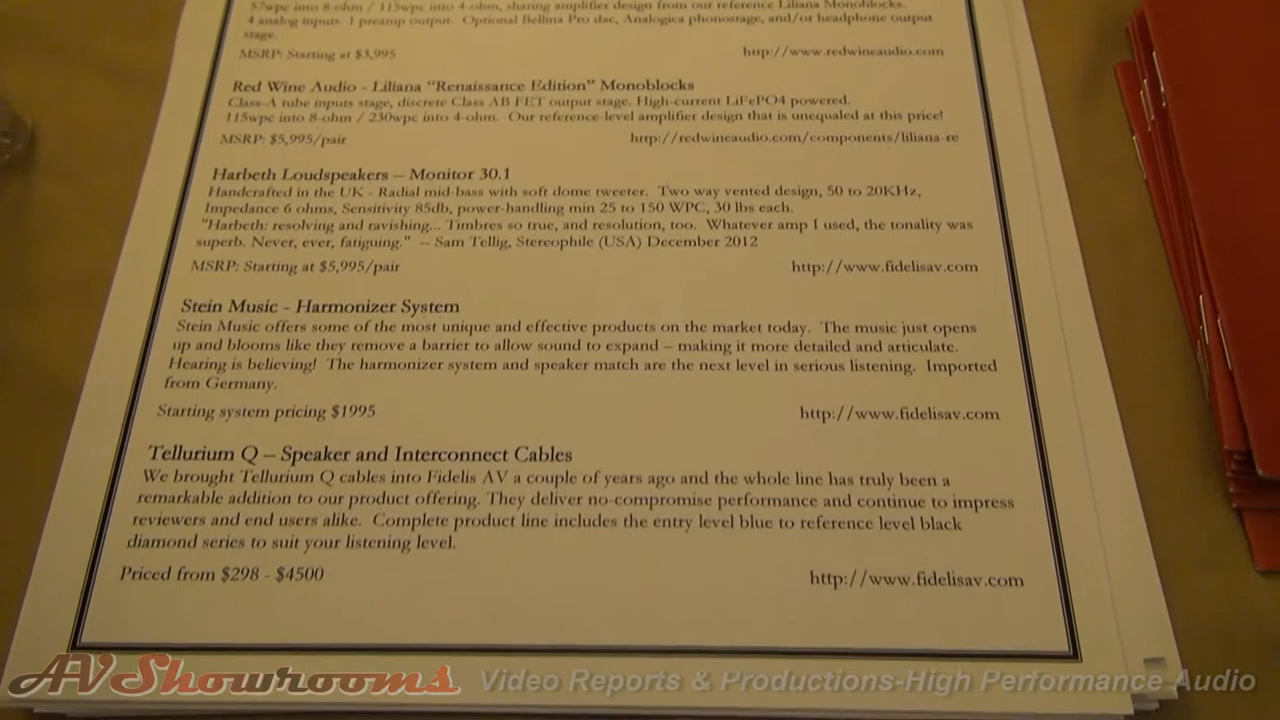 57wpc into 8-ohm / 115wpc into 4-ohm, sharing amplifier design from our reference Liliana Monoblocks.
4 analog inputs. 1 preamp output. Optional Bellina Pro dac, Analogica phonostage, and/or headphone output
stage.
MSRP: Starting at $3,995 http://www.redwineaudio.com
Red Wine Audio - Liliana "Renaissance Edition" Monoblocks
Class-A tube inputs stage, discrete Class AB FET output stage. High-current LiFePO4 powered.
115wpc into 8-ohm / 230wpc into 4-ohm. Our reference-level amplifier design that is unequaled at this price!
MSRP: $5,995/pair http://redwineaudio.com/components/liliana-re
Harbeth Loudspeakers – Monitor 30.1
Handcrafted in the UK - Radial mid-bass with soft dome tweeter. Two way vented design, 50 to 20KHz,
Impedance 6 ohms, Sensitivity 85db, power-handling min 25 to 150 WPC, 30 lbs each.
"Harbeth: resolving and ravishing... Timbres so true, and resolution, too. Whatever amp I used, the tonality was
superb. Never, ever, fatiguing." -- Sam Tellig, Stereophile (USA) December 2012
MSRP: Starting at $5,995/pair http://www.fidelisav.com
Stein Music - Harmonizer System
Stein Music offers some of the most unique and effective products on the market today. The music just opens
up and blooms like they remove a barrier to allow sound to expand – making it more detailed and articulate.
Hearing is believing! The harmonizer system and speaker match are the next level in serious listening. Imported
from Germany.
Starting system pricing $1995 http://www.fidelisav.com
Tellurium Q – Speaker and Interconnect Cables
We brought Tellurium Q cables into Fidelis AV a couple of years ago and the whole line has truly been a
remarkable addition to our product offering. They deliver no-compromise performance and continue to impress
reviewers and end users alike. Complete product line includes the entry level blue to reference level black
diamond series to suit your listening level.
Priced from $298 - $4500 http://www.fidelisav.com
AVShowrooms Video Reports & Productions-High Performance Audio